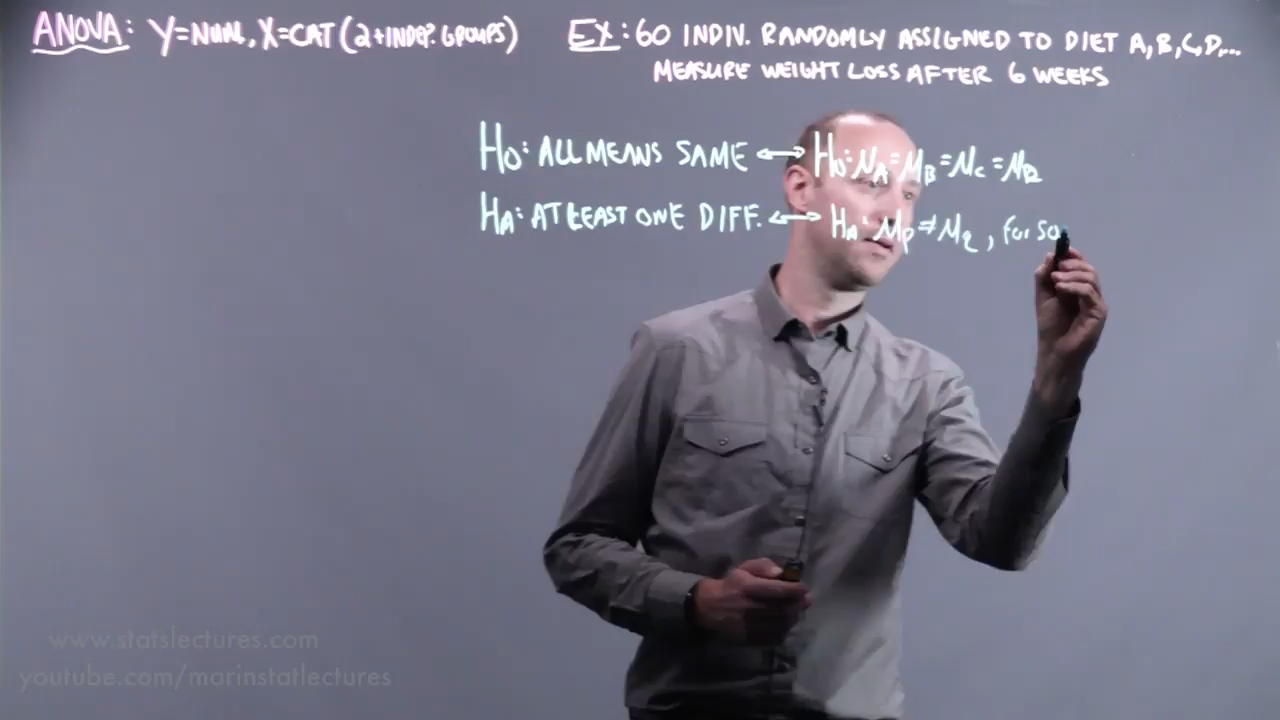 ANOVA: Y=NUM, X=CAT (2+INDEP. GROUPS)
EX: 60 INDIV. RANDOMLY ASSIGNED TO DIET A, B, C, D,...
MEASURE WEIGHT LOSS AFTER 6 WEEKS
H0: ALL MEANS SAME ↔ H0: μA = μB = μC = μD
HA: AT LEAST ONE DIFF. ↔ HA: μp ≠ μq, for so
www.statslectures.com
youtube.com/marinstatlectures